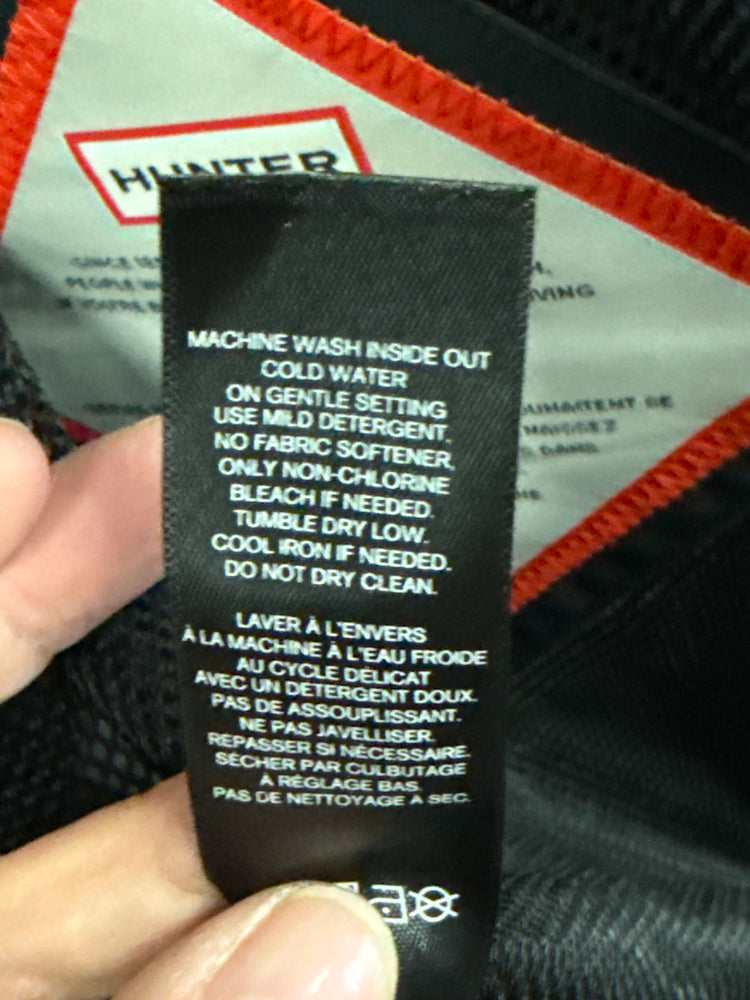 HUNTER
PEOPLE
MACHINE WASH INSIDE OUT
COLD WATER
ON GENTLE SETTING
USE MILD DETERGENT.
NO FABRIC SOFTENER.
ONLY NON-CHLORINE
BLEACH IF NEEDED.
TUMBLE DRY LOW.
COOL IRON IF NEEDED.
DO NOT DRY CLEAN.
LAVER À L'ENVERS
À LA MACHINE À L'EAU FROIDE
AU CYCLE DÉLICAT
AVEC UN DÉTERGENT DOUX.
PAS DE ASSOUPLISSANT.
NE PAS JAVELLISER.
REPASSER SI NÉCESSAIRE.
SÉCHER PAR CULBUTAGE
À RÉGLAGE BAS.
PAS DE NETTOYAGE À SEC.